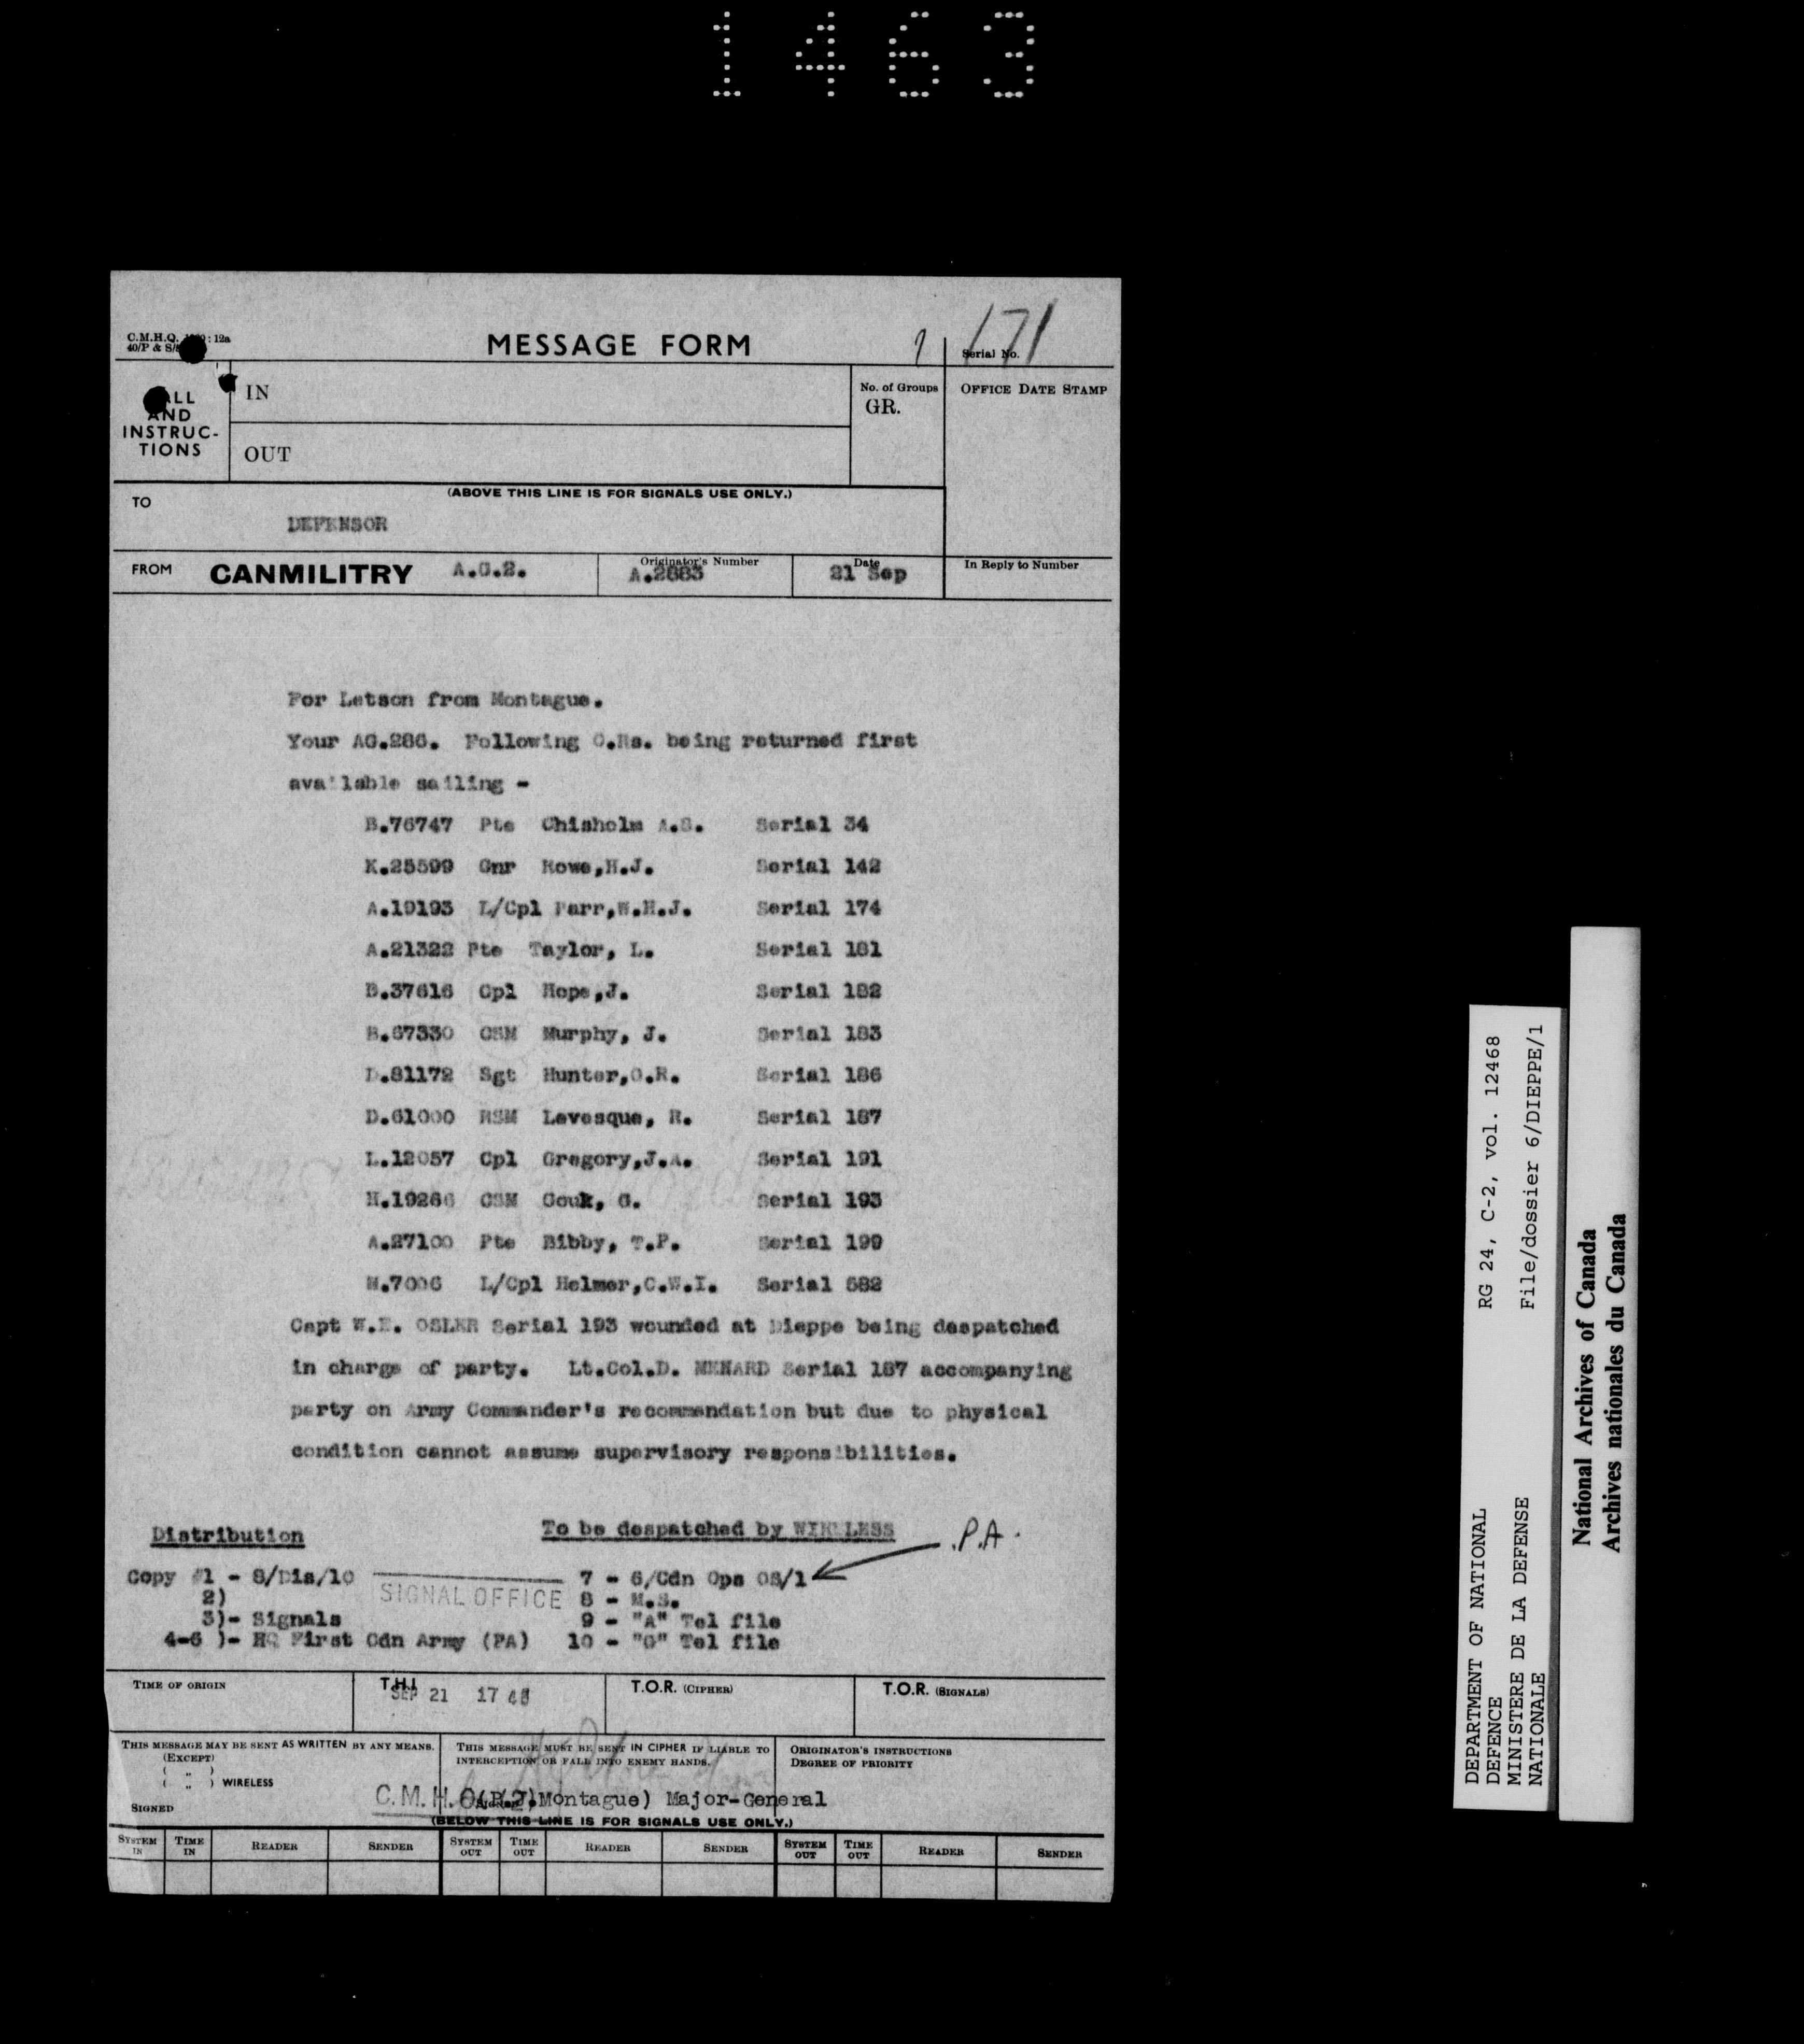 1463
C.M.H.Q. :12a
40/P & S/
MESSAGE FORM
171
Serial No.
AND
INSTRUC-
TIONS
IN
OUT
No. of Groups
GR.
OFFICE DATE STAMP
(ABOVE THIS LINE IS FOR SIGNALS USE ONLY.)
TO
DEFENSOR
FROM CANMILITRY A.G.2.
Originator's Number
A.2883
Date
21 Sep
In Reply to Number
For Letson from Montague.
Your AG.286. Following O.Rs. being returned first
available sailing -
B.76747 Pte Chisholm A.S. Serial 34
K.25599 Gnr Rowe,H.J. Serial 142
A.19193 L/Cpl Parr,W.H.J. Serial 174
A.21322 Pte Taylor, L. Serial 181
B.37616 Cpl Hope,J. Serial 182
B.67330 CSM Murphy, J. Serial 183
D.81172 Sgt Hunter,O.R. Serial 186
D.61000 RSM Levesque, R. Serial 187
L.12057 Cpl Gregory,J.A. Serial 191
H.19266 CSM Gouk, G. Serial 193
A.27100 Pte Bibby, T.P. Serial 199
M.7006 L/Cpl Helmer,C.W.I. Serial 682
Capt W.E. OSLER Serial 193 wounded at Dieppe being despatched
in charge of party. Lt.Col.D. MENARD Serial 187 accompanying
party on Army Commander's recommendation but due to physical
condition cannot assume supervisory responsibilities.
Distribution
To be despatched by WIRELESS
P.A.
Copy #1 - 8/Dis/10
2)
3)- Signals
4-6 )- HQ First Cdn Army (PA)
SIGNAL OFFICE
7 - 6/Cdn Ops OS/1
8 - M.S.
9 - "A" Tel file
10 - "G" Tel file
TIME OF ORIGIN
T.H.I.
SEP 21 17 48
T.O.R. (CIPHER)
T.O.R. (SIGNALS)
THIS MESSAGE MAY BE SENT AS WRITTEN BY ANY MEANS.
(EXCEPT)
( „ )
( „ ) WIRELESS
SIGNED
THIS MESSAGE MUST BE SENT IN CIPHER IF LIABLE TO
INTERCEPTION OR FALL INTO ENEMY HANDS.
ORIGINATOR'S INSTRUCTIONS
DEGREE OF PRIORITY
C.M.H.Q. (P.J. Montague) Major-General
(BELOW THIS LINE IS FOR SIGNALS USE ONLY.)
SYSTEM IN TIME IN READER SENDER SYSTEM OUT TIME OUT READER SENDER SYSTEM OUT TIME OUT READER SENDER
DEPARTMENT OF NATIONAL RG 24, C-2, vol. 12468
DEFENCE
MINISTERE DE LA DEFENSE File/dossier 6/DIEPPE/1
NATIONALE
National Archives of Canada
Archives nationales du Canada